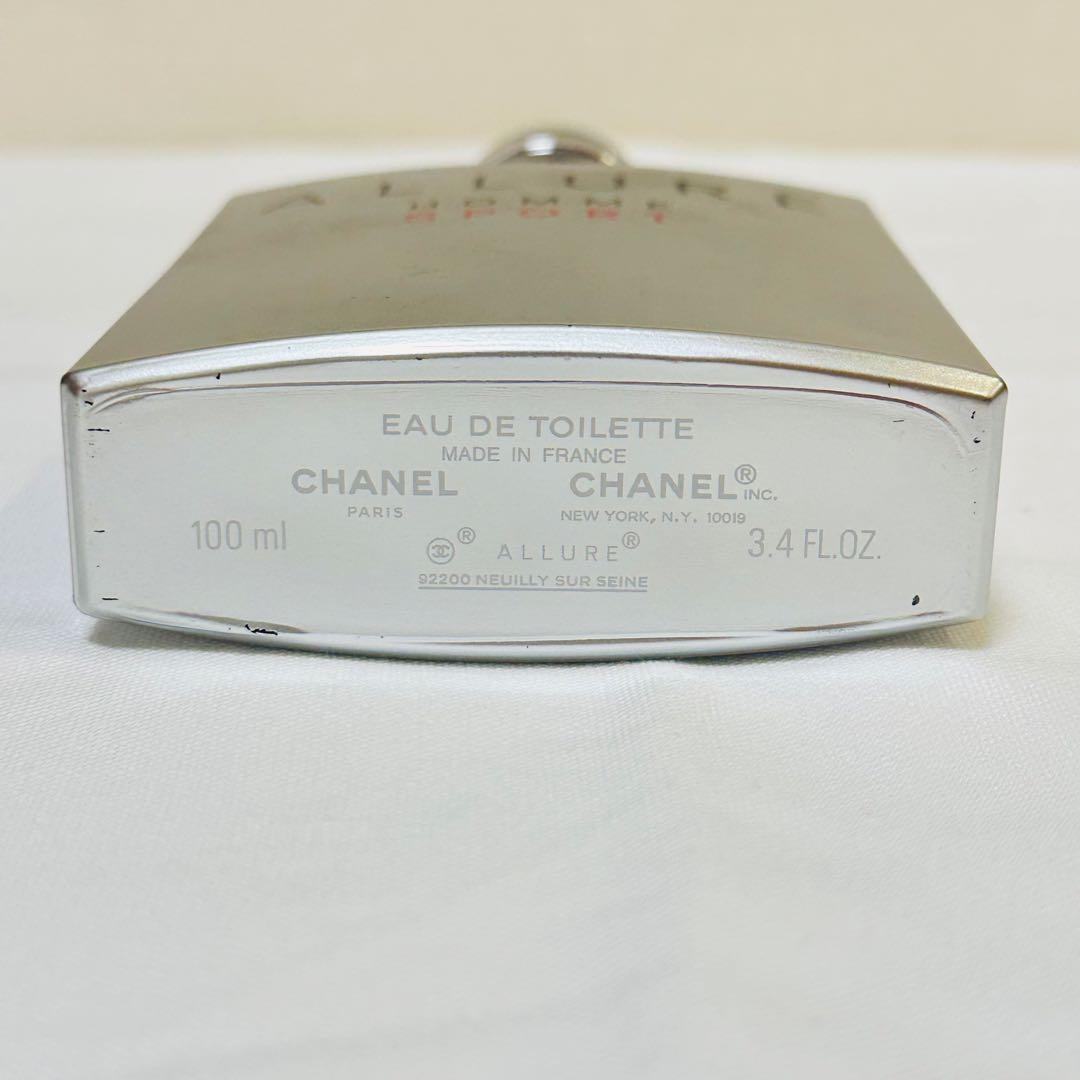 ALLURE
HOMME
SPORT
EAU DE TOILETTE
MADE IN FRANCE
CHANEL CHANEL® INC.
PARIS NEW YORK, N.Y. 10019
100 ml ® ALLURE® 3.4 FL.OZ.
92200 NEUILLY SUR SEINE